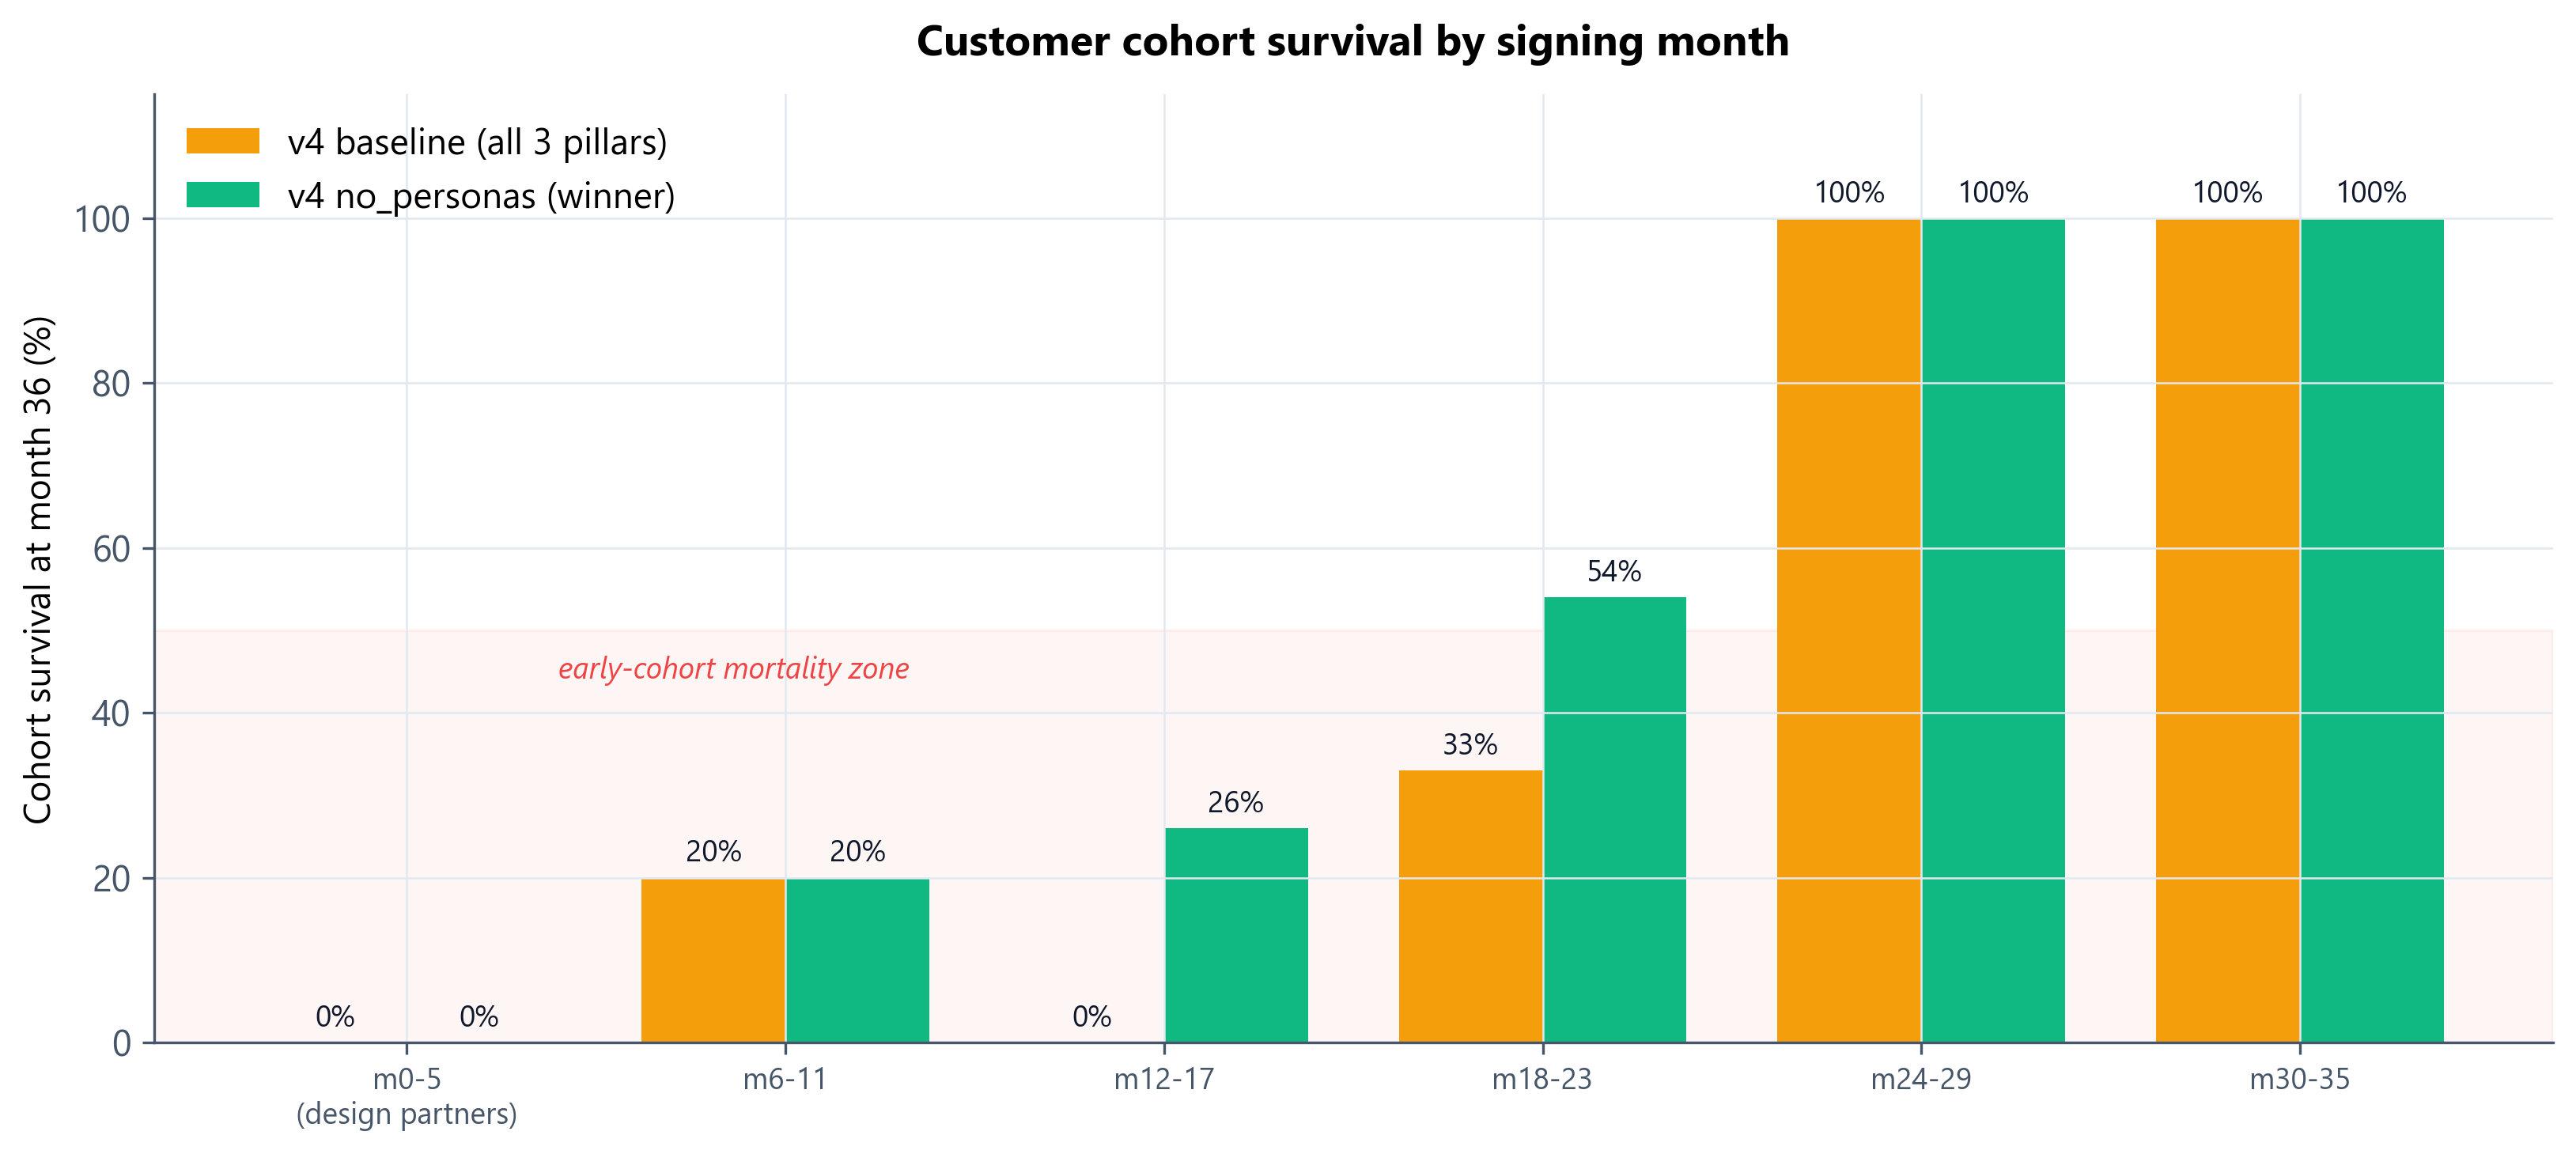 Customer cohort survival by signing month
v4 baseline (all 3 pillars)
v4 no_personas (winner)
Cohort survival at month 36 (%)
100
80
60
40
20
0
early-cohort mortality zone
0%
0%
20%
20%
0%
26%
33%
54%
100%
100%
100%
100%
m0-5
(design partners)
m6-11
m12-17
m18-23
m24-29
m30-35